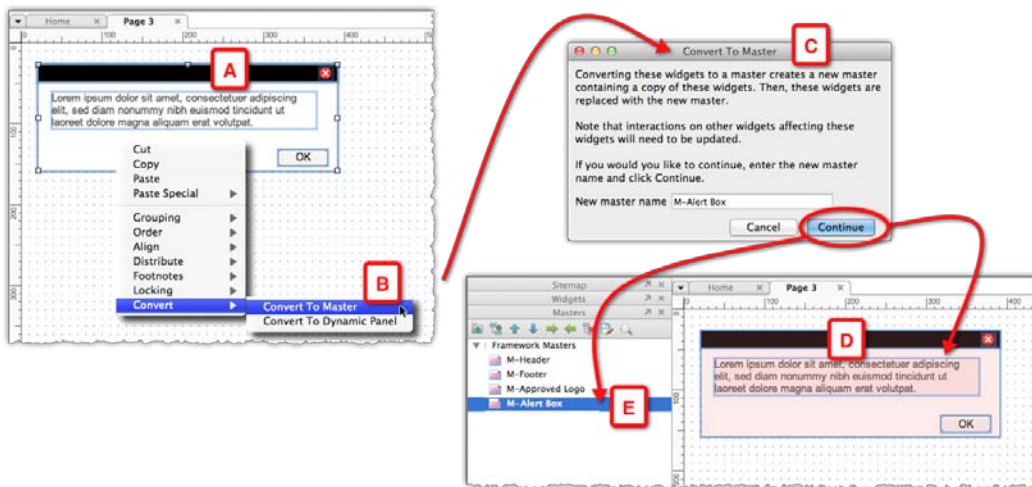 Home
Page 3
0 100 200 300 400
A
Lorem ipsum dolor sit amet, consectetuer adipiscing
elit, sed diam nonummy nibh euismod tincidunt ut
laoreet dolore magna aliquam erat volutpat.
OK
100
200
300
Cut
Copy
Paste
Paste Special
Grouping
Order
Align
Distribute
Footnotes
Locking
Convert
B
Convert To Master
Convert To Dynamic Panel
C
Convert To Master
Converting these widgets to a master creates a new master
containing a copy of these widgets. Then, these widgets are
replaced with the new master.
Note that interactions on other widgets affecting these
widgets will need to be updated.
If you would you like to continue, enter the new master
name and click Continue.
New master name M-Alert Box
Cancel Continue
Sitemap
Widgets
Masters
Framework Masters
M-Header
M-Footer
M-Approved Logo
M-Alert Box
E
Home
Page 3
100 200 300 400
D
Lorem ipsum dolor sit amet, consectetuer adipiscing
elit, sed diam nonummy nibh euismod tincidunt ut
laoreet dolore magna aliquam erat volutpat.
OK
100